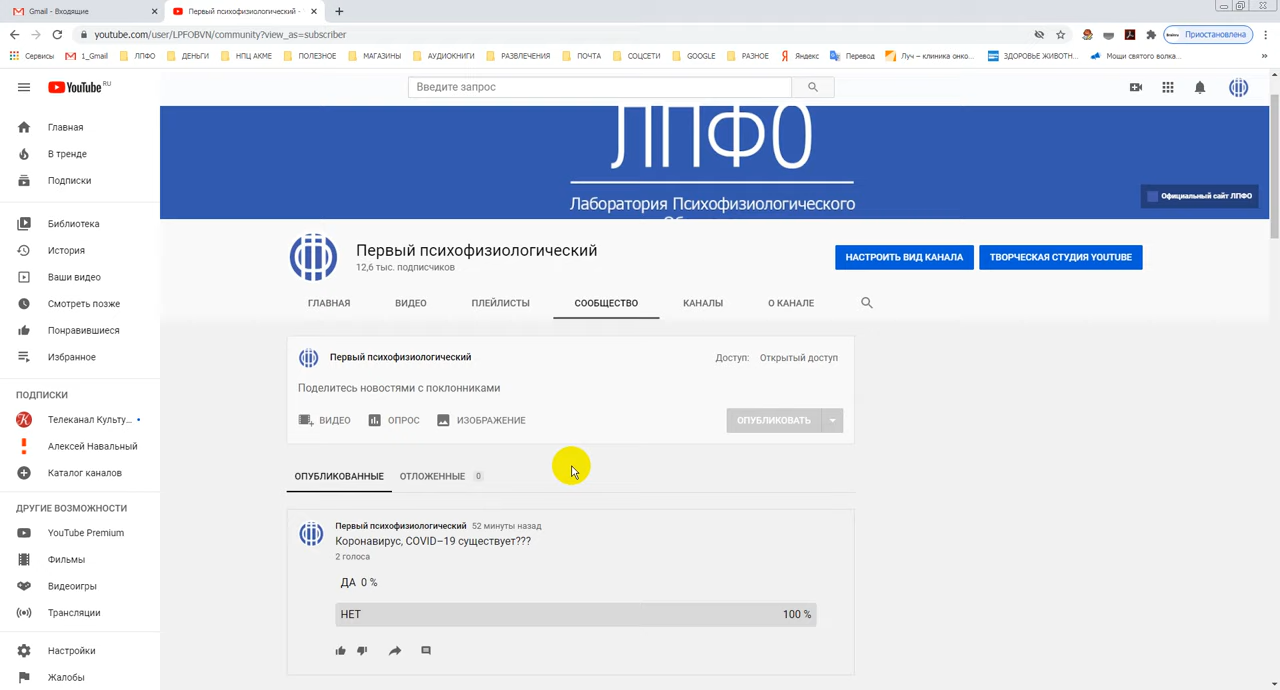 Gmail - Входящие
Первый психофизиологический -
youtube.com/user/LPFOBVN/community?view_as=subscriber
Приостановлена
Сервисы 1_Gmail ЛПФО ДЕНЬГИ НПЦ АКМЕ ПОЛЕЗНОЕ МАГАЗИНЫ АУДИОКНИГИ РАЗВЛЕЧЕНИЯ ПОЧТА СОЦСЕТИ GOOGLE РАЗНОЕ Яндекс Перевод Луч – клиника онко... ЗДОРОВЬЕ ЖИВОТН... Мощи святого волка... »
YouTube RU
Введите запрос
Главная
В тренде
Подписки
Библиотека
История
Ваши видео
Смотреть позже
Понравившиеся
Избранное
ПОДПИСКИ
Телеканал Культу...
Алексей Навальный
Каталог каналов
ДРУГИЕ ВОЗМОЖНОСТИ
YouTube Premium
Фильмы
Видеоигры
Трансляции
Настройки
Жалобы
ЛПФО
Лаборатория Психофизиологического
Официальный сайт ЛПФО
Первый психофизиологический
12,6 тыс. подписчиков
НАСТРОИТЬ ВИД КАНАЛА
ТВОРЧЕСКАЯ СТУДИЯ YOUTUBE
ГЛАВНАЯ ВИДЕО ПЛЕЙЛИСТЫ СООБЩЕСТВО КАНАЛЫ О КАНАЛЕ
Первый психофизиологический
Доступ: Открытый доступ
Поделитесь новостями с поклонниками
ВИДЕО ОПРОС ИЗОБРАЖЕНИЕ
ОПУБЛИКОВАТЬ
ОПУБЛИКОВАННЫЕ ОТЛОЖЕННЫЕ 0
Первый психофизиологический 52 минуты назад
Коронавирус, COVID–19 существует???
2 голоса
ДА 0 %
НЕТ 100 %